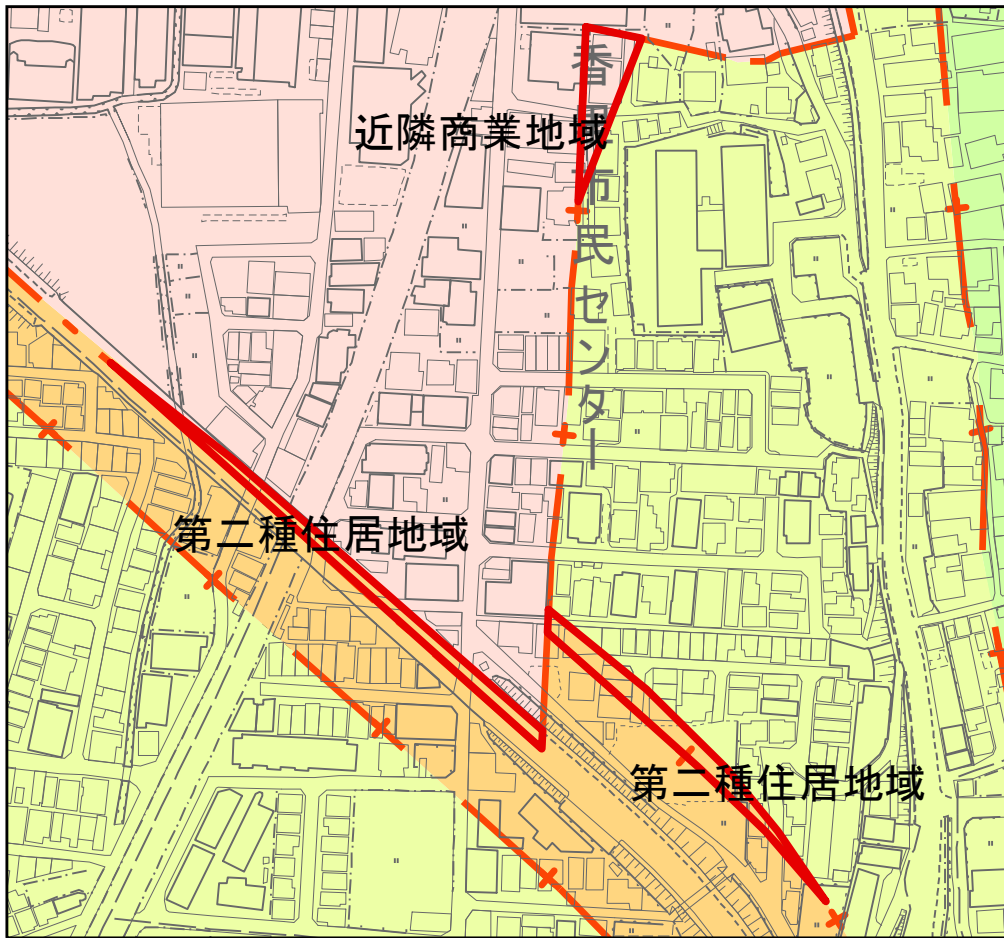 香里市民センター
近隣商業地域
第二種住居地域
第二種住居地域